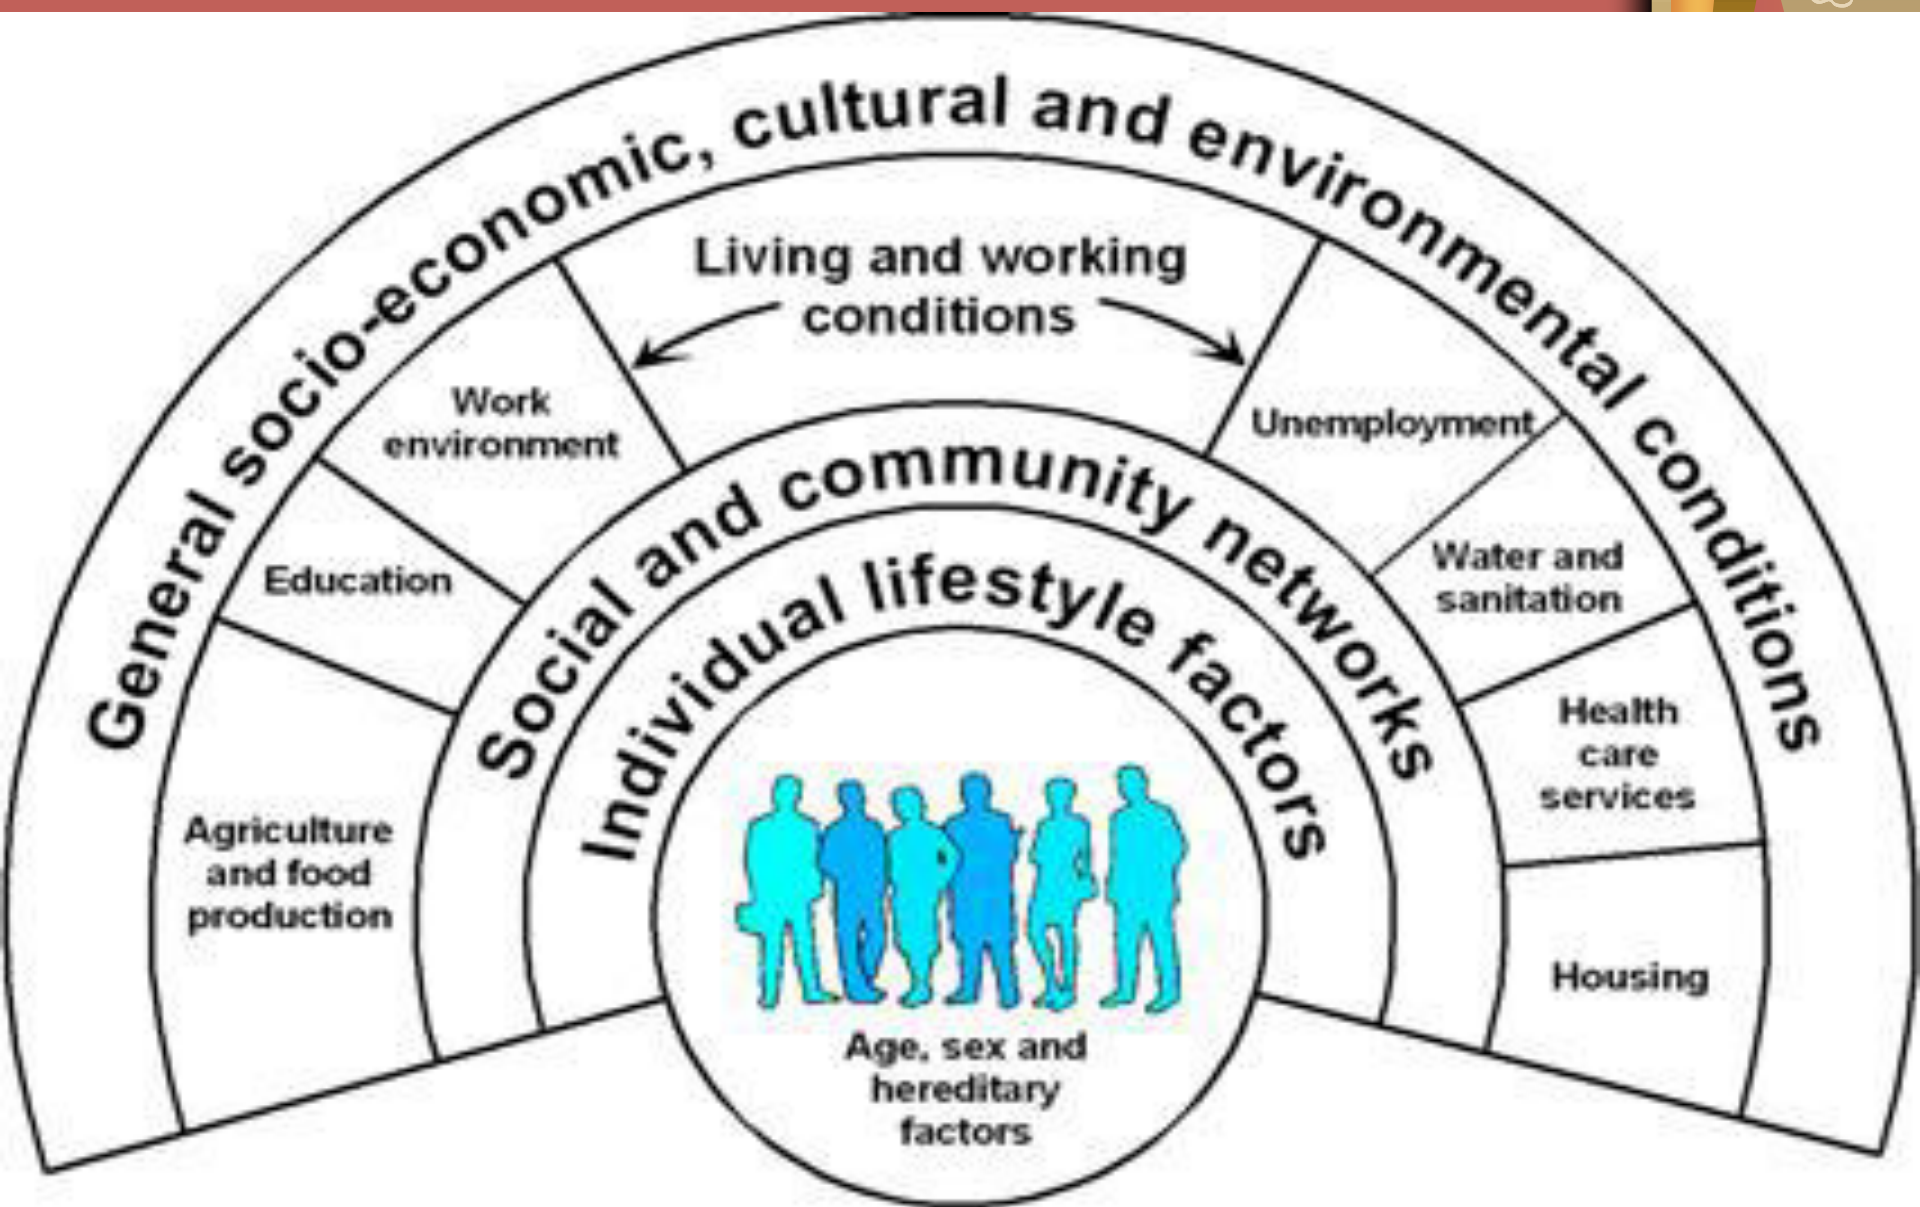 General socio-economic, cultural and environmental conditions
Living and working
conditions
Work
environment
Unemployment
Education
Water and
sanitation
Agriculture
and food
production
Health
care
services
Housing
Social and community networks
Individual lifestyle factors
Age, sex and
hereditary
factors